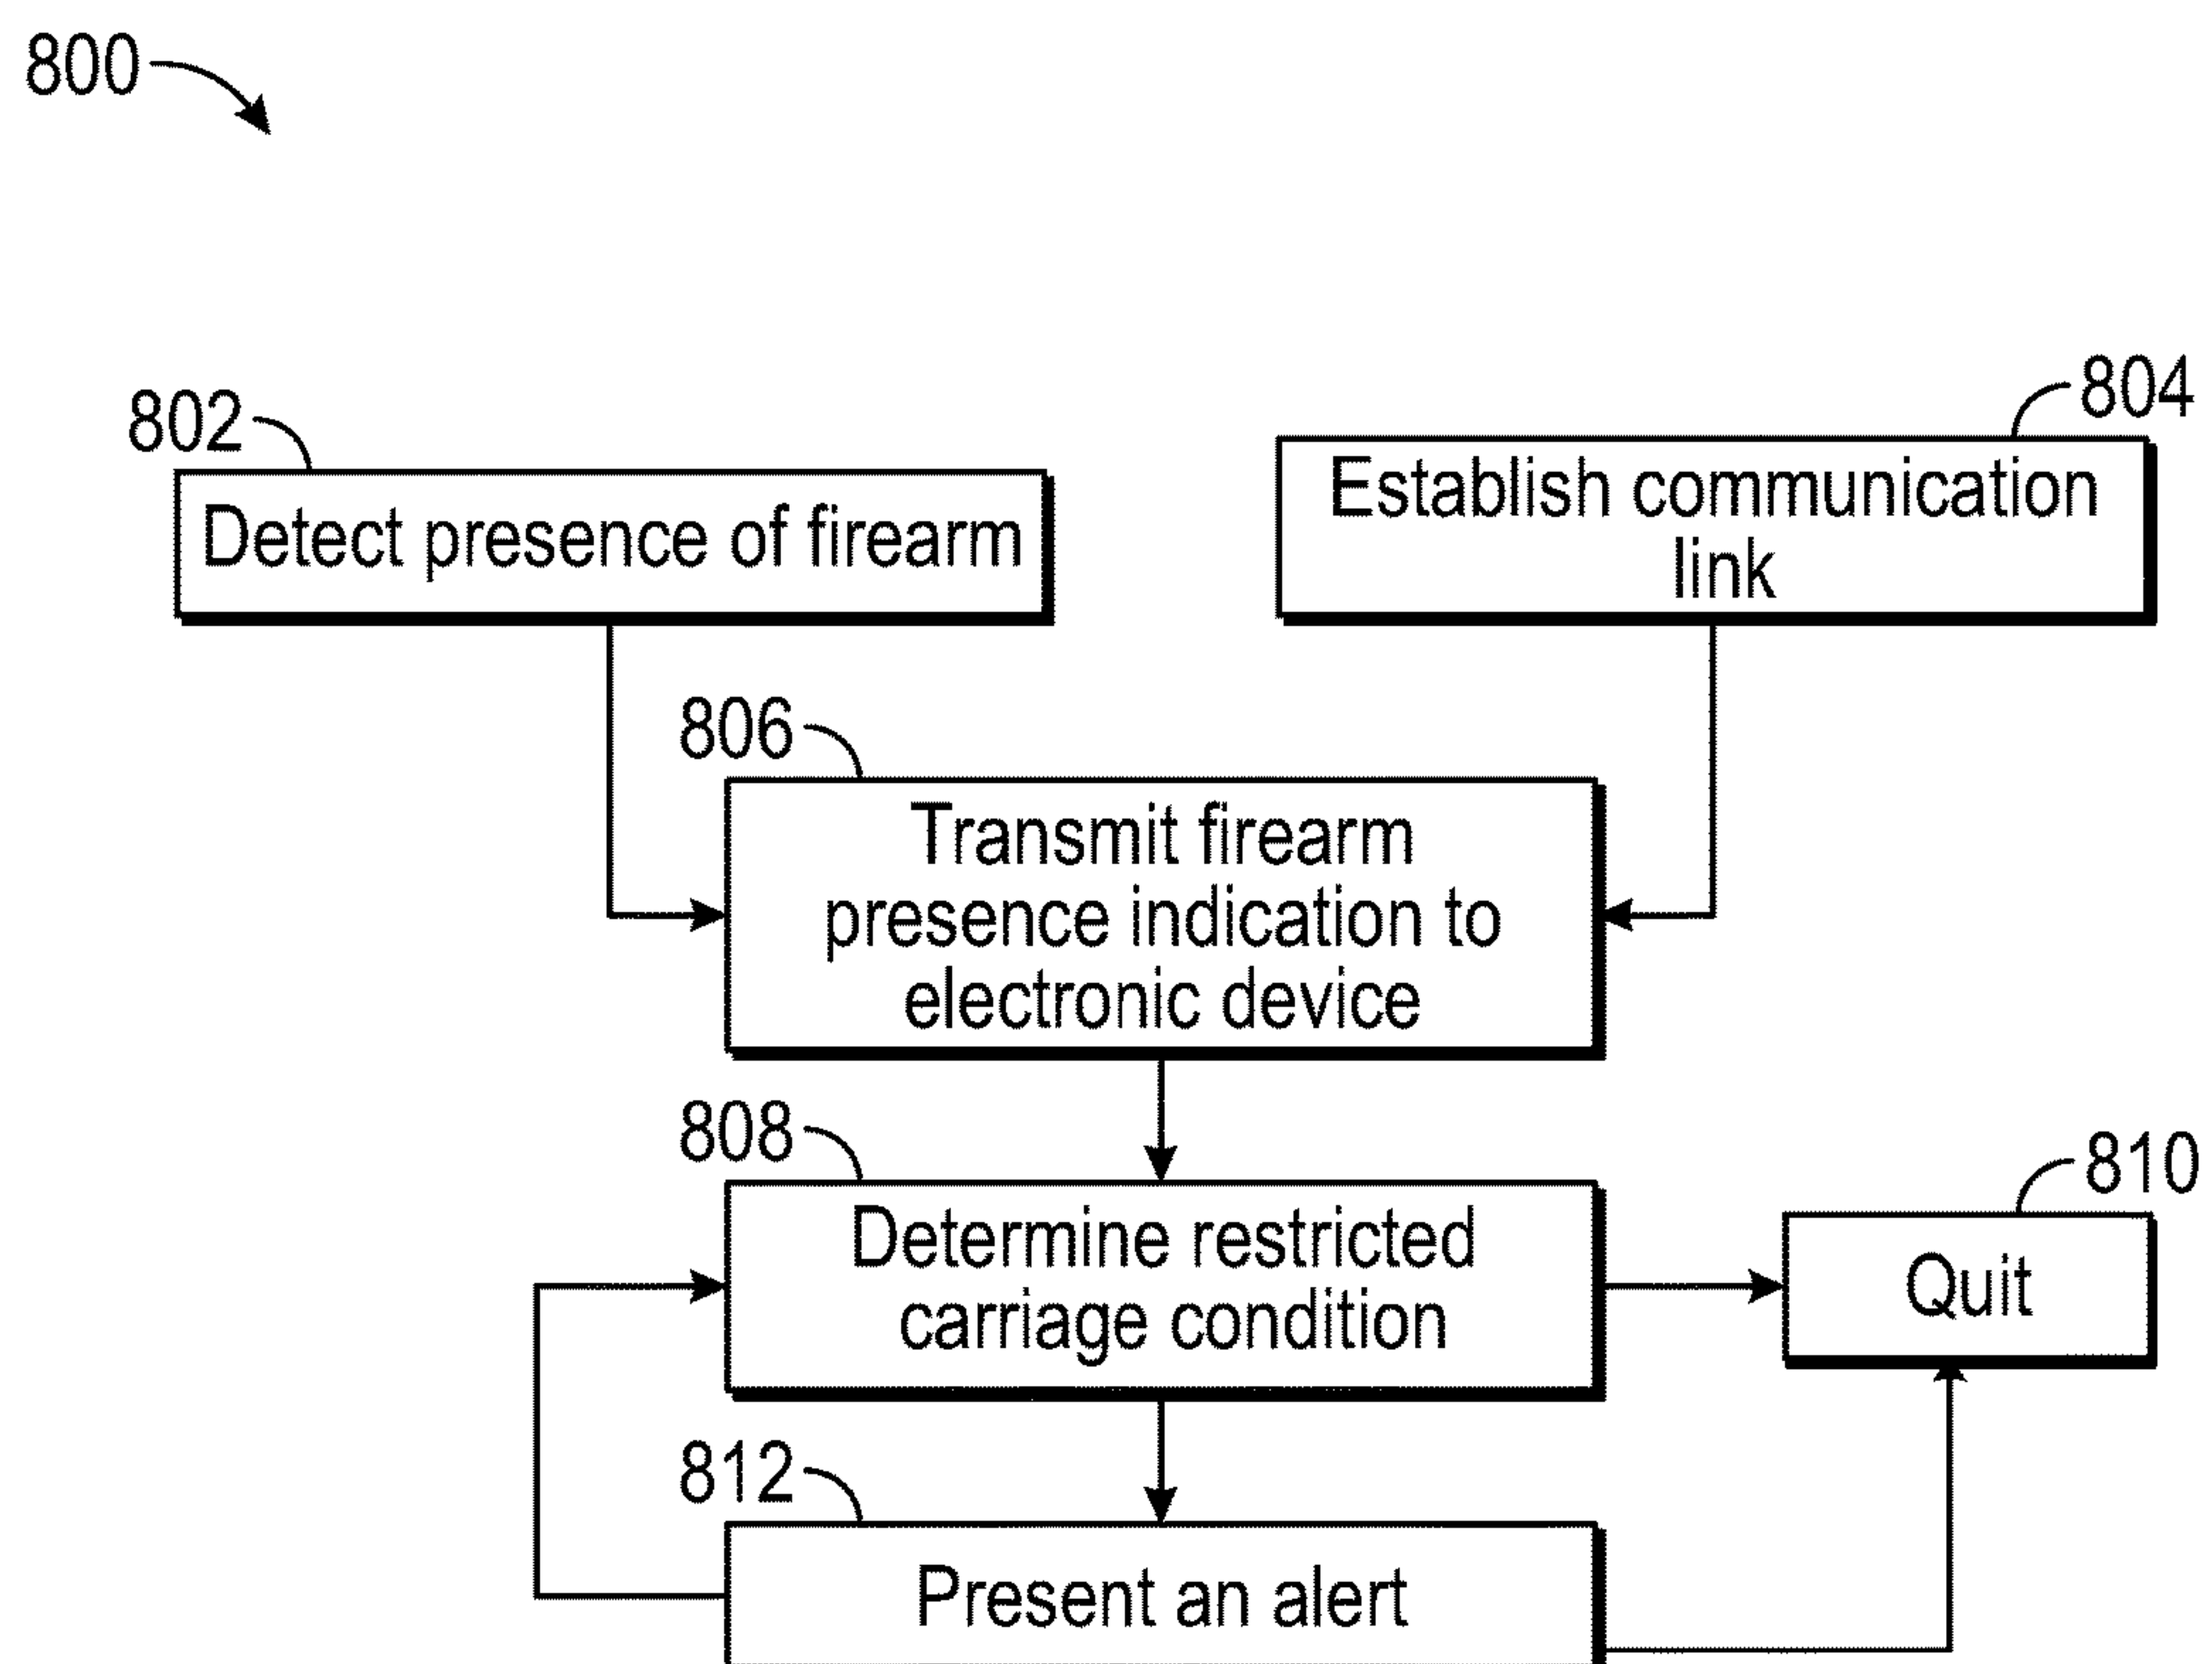 800
802
Detect presence of firearm
804
Establish communication
link
806
Transmit firearm
presence indication to
electronic device
808
Determine restricted
carriage condition
810
Quit
812
Present an alert